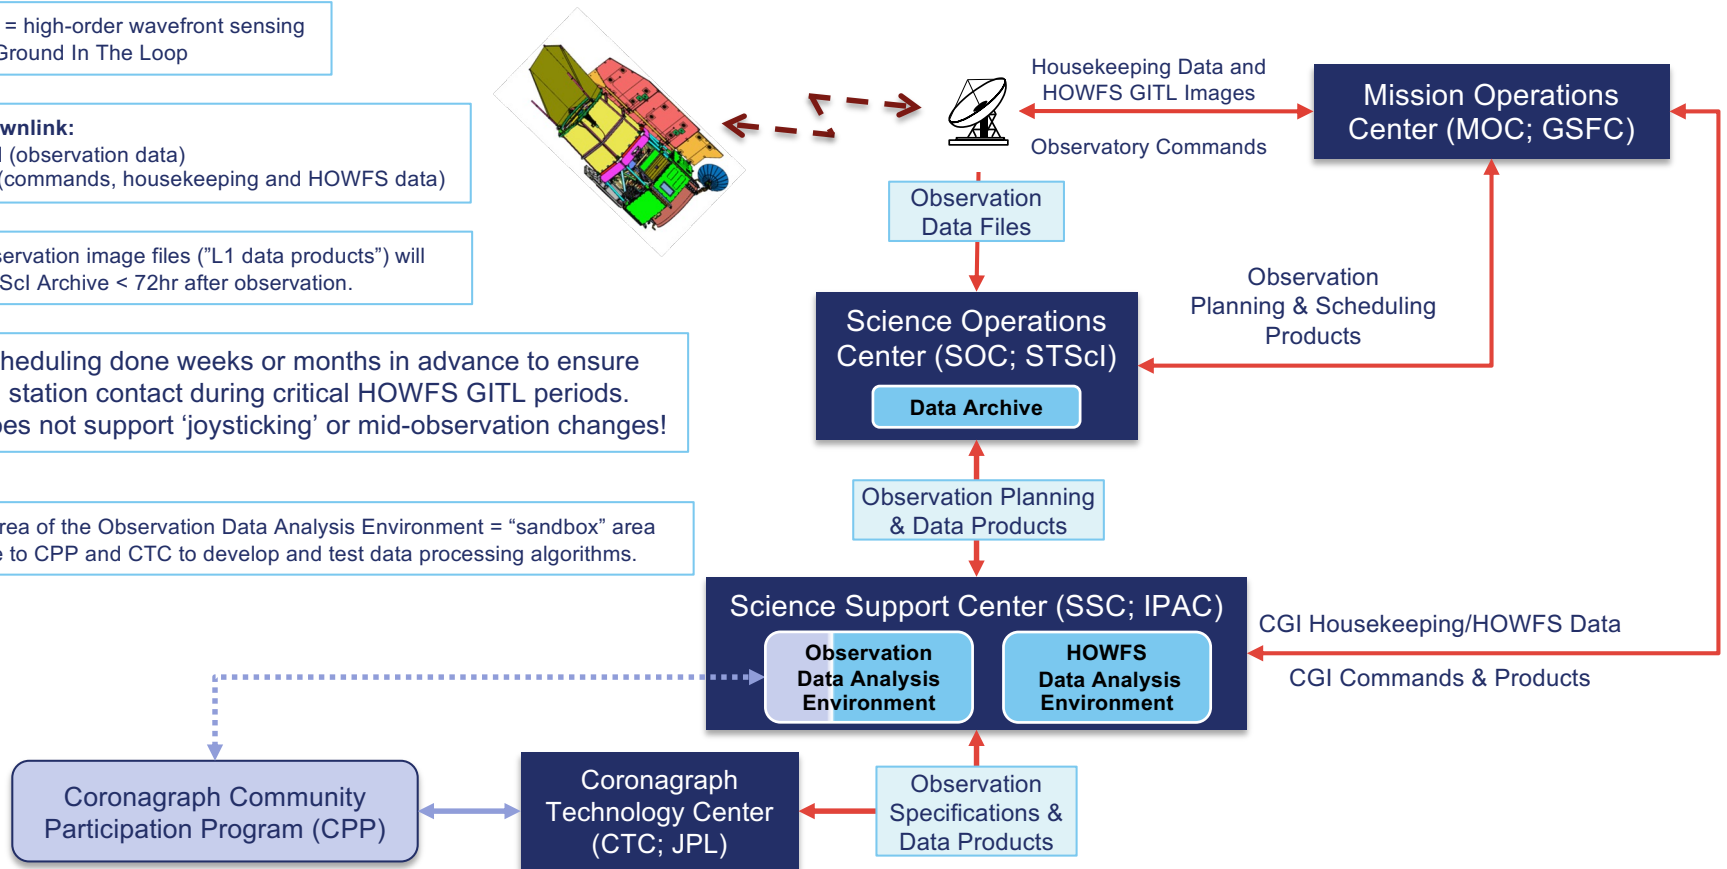 = high-order wavefront sensing
Ground In The Loop
wnlink:
(observation data)
(commands, housekeeping and HOWFS data)
servation image files ("L1 data products") will
ScI Archive < 72hr after observation.
heduling done weeks or months in advance to ensure
station contact during critical HOWFS GITL periods.
oes not support ‘joysticking’ or mid-observation changes!
rea of the Observation Data Analysis Environment = “sandbox” area
e to CPP and CTC to develop and test data processing algorithms.
Housekeeping Data and
HOWFS GITL Images
Observatory Commands
Mission Operations
Center (MOC; GSFC)
Observation
Data Files
Observation
Planning & Scheduling
Products
Science Operations
Center (SOC; STScI)
Data Archive
Observation Planning
& Data Products
Science Support Center (SSC; IPAC)
Observation
Data Analysis
Environment
HOWFS
Data Analysis
Environment
CGI Housekeeping/HOWFS Data
CGI Commands & Products
Coronagraph Community
Participation Program (CPP)
Coronagraph
Technology Center
(CTC; JPL)
Observation
Specifications &
Data Products